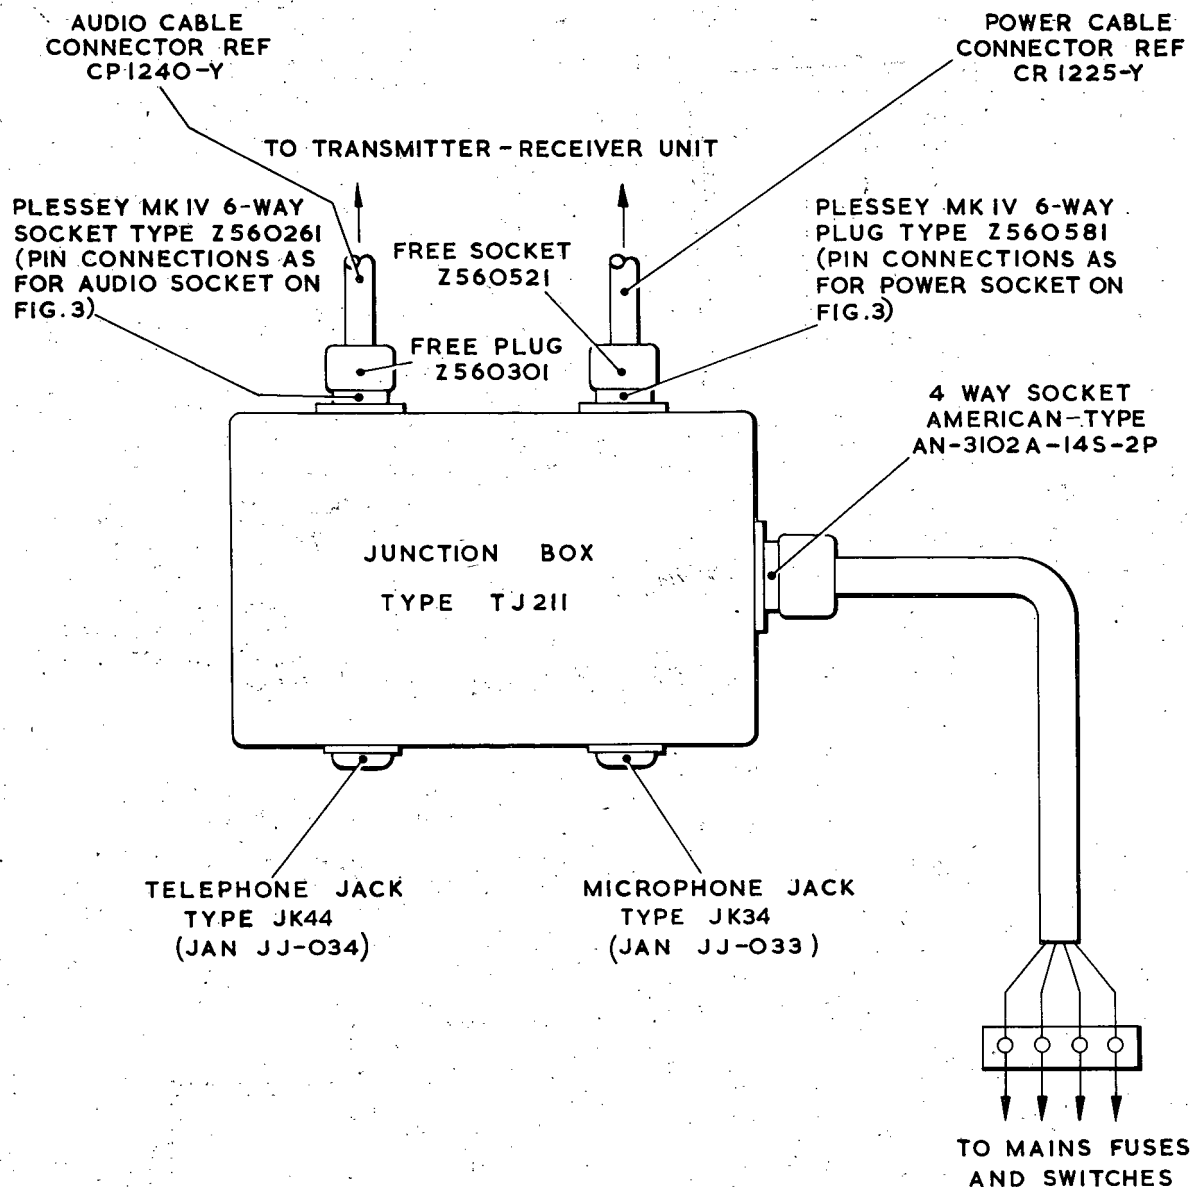 AUDIO CABLE
CONNECTOR REF
CP1240-Y
POWER CABLE
CONNECTOR REF
CR 1225-Y
TO TRANSMITTER-RECEIVER UNIT
PLESSEY MK IV 6-WAY
SOCKET TYPE Z560261
(PIN CONNECTIONS AS
FOR AUDIO SOCKET ON
FIG.3)
FREE SOCKET
Z560521
PLESSEY MK IV 6-WAY
PLUG TYPE Z560581
(PIN CONNECTIONS AS
FOR POWER SOCKET ON
FIG.3)
FREE PLUG
Z560301
4 WAY SOCKET
AMERICAN-TYPE
AN-3102A-14S-2P
JUNCTION BOX
TYPE TJ211
TELEPHONE JACK
TYPE JK44
(JAN JJ-034)
MICROPHONE JACK
TYPE JK34
(JAN JJ-033)
TO MAINS FUSES
AND SWITCHES